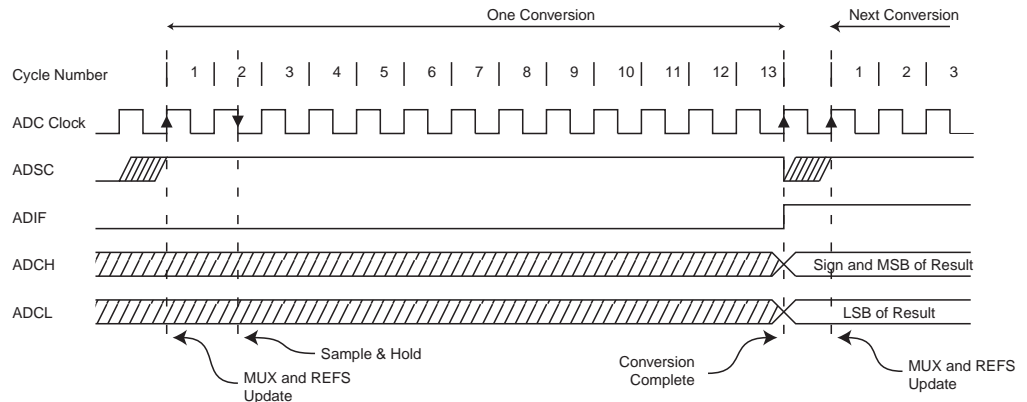 One Conversion
Next Conversion
Cycle Number
1 2 3 4 5 6 7 8 9 10 11 12 13 1 2 3
ADC Clock
ADSC
ADIF
ADCH
Sign and MSB of Result
ADCL
LSB of Result
Sample & Hold
MUX and REFS
Update
Conversion
Complete
MUX and REFS
Update